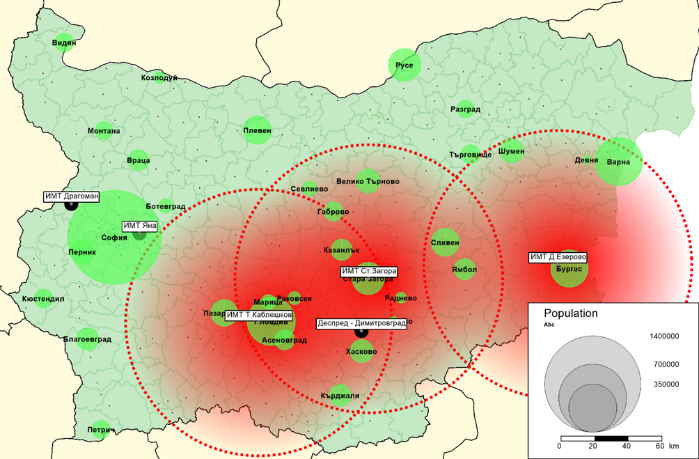 Видин
Козлодуй
Русе
Монтана
Плевен
Разград
Враца
Търговище
Шумен
Девня
Варна
ИМТ Драгоман
Ботевград
Севлиево
Велико Търново
Габрово
ИМТ Яна
София
Перник
Казанлък
Сливен
Ямбол
ИМТ Д.Езерово
Бургас
ИМТ Ст.Загора
Стара Загора
Кюстендил
Марица
Раковски
Раднево
Пазар
ИМТ Т.Каблешков
Пловдив
Деспред - Димитровград
Благоевград
Асеновград
Хасково
Кърджали
Петрич
Population
Abc
1400000
700000
350000
0 20 40 60 km